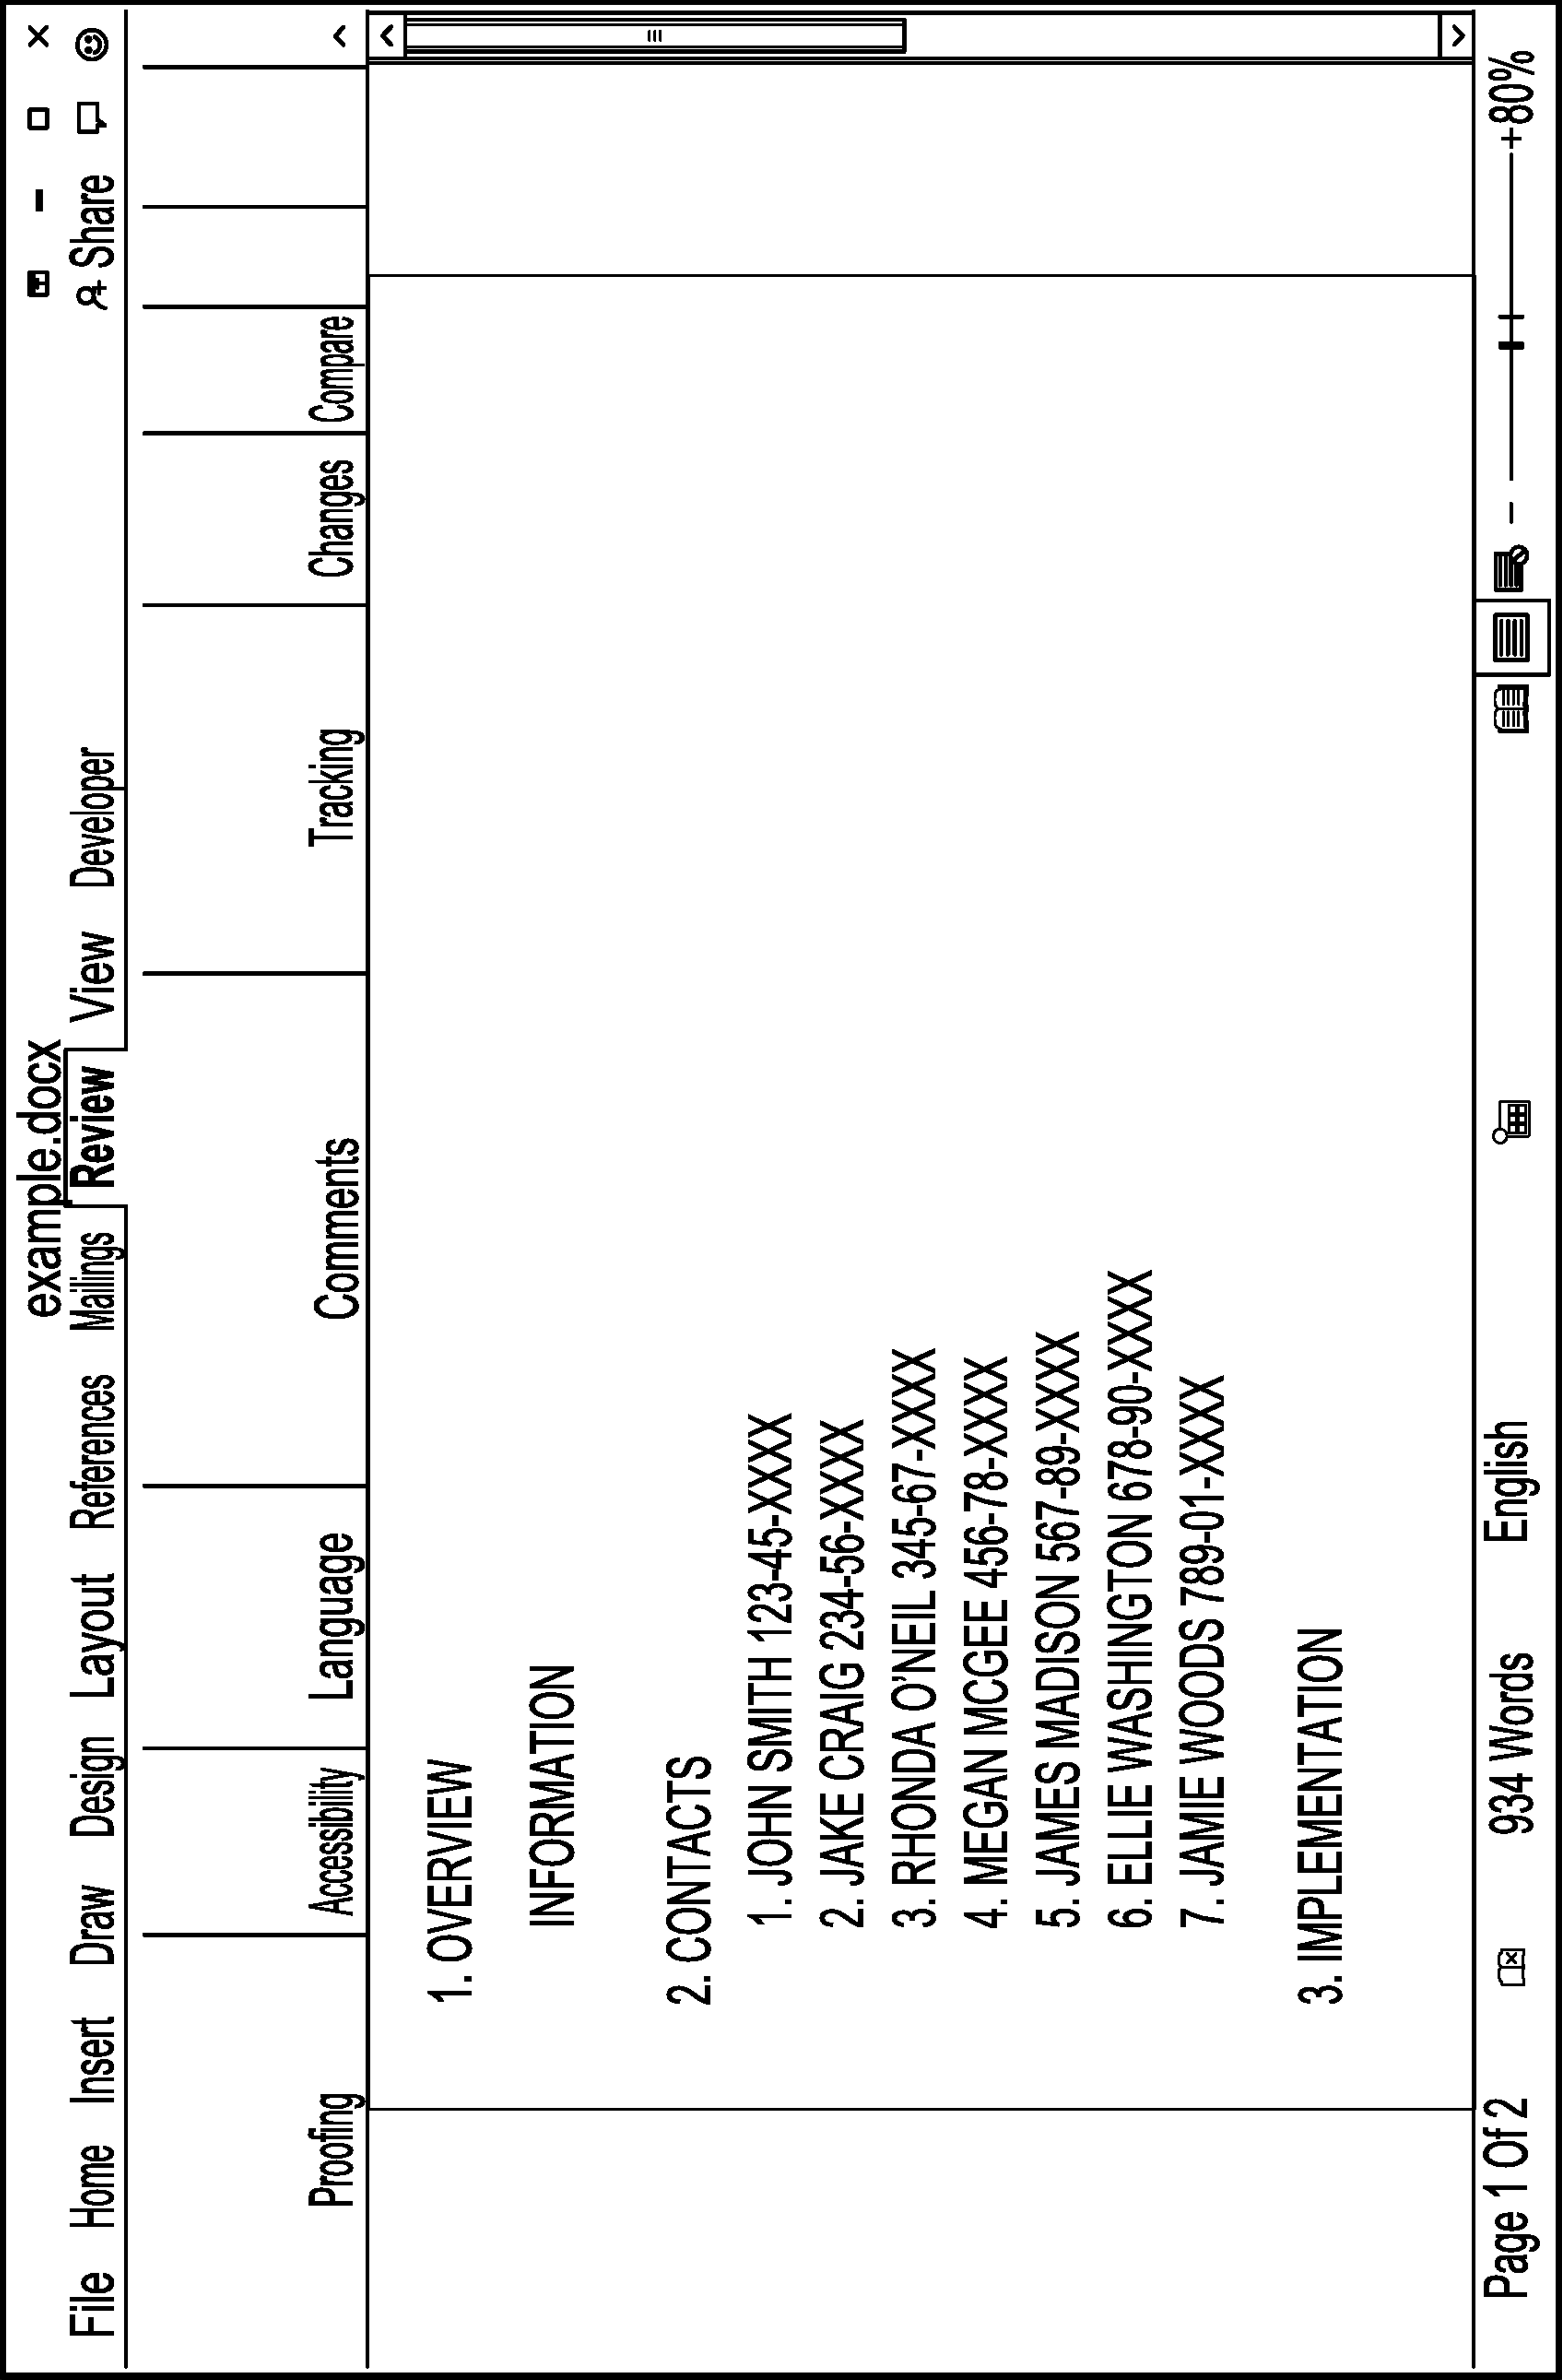 example.docx
File Home Insert Draw Design Layout References Mailings Review View Developer Share
Proofing Accessibility Language Comments Tracking Changes Compare
1. OVERVIEW
INFORMATION
2. CONTACTS
1. JOHN SMITH 123-45-XXXX
2. JAKE CRAIG 234-56-XXXX
3. RHONDA O'NEIL 345-67-XXXX
4. MEGAN MCGEE 456-78-XXXX
5. JAMES MADISON 567-89-XXXX
6. ELLIE WASHINGTON 678-90-XXXX
7. JAMIE WOODS 789-01-XXXX
3. IMPLEMENTATION
Page 1 Of 2 934 Words English - +80%